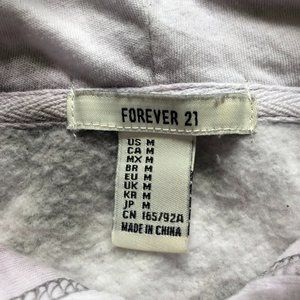 FOREVER 21
US M
CA M
MX M
BR M
EU M
UK M
KR M
JP M
CN 165/92A
MADE IN CHINA